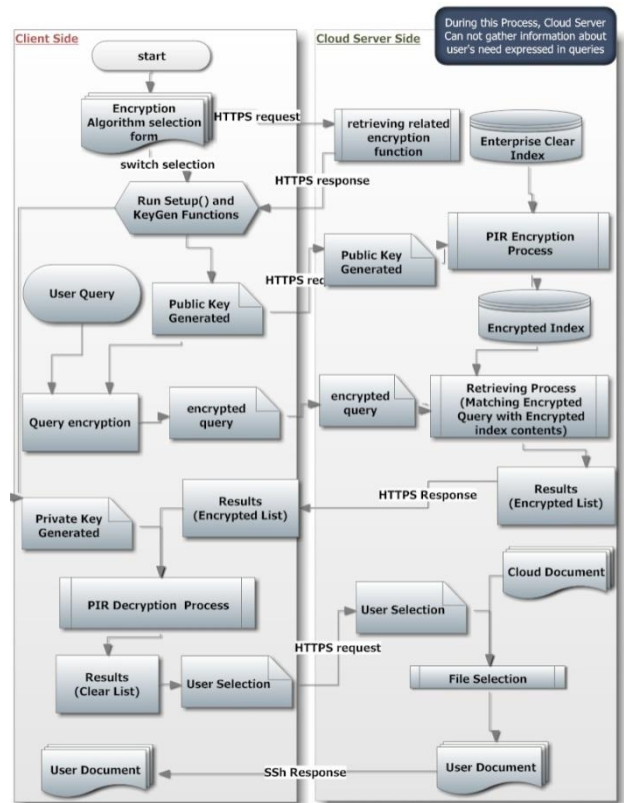 During this Process, Cloud Server
Can not gather information about
user's need expressed in queries
Client Side
Cloud Server Side
start
Encryption
Algorithm selection
form
HTTPS request
retrieving related
encryption
function
Enterprise Clear
Index
switch selection
HTTPS response
Run Setup() and
KeyGen Functions
Public Key
Generated
PIR Encryption
Process
HTTPS req
User Query
Public Key
Generated
Encrypted Index
Query encryption
encrypted
query
encrypted
query
Retrieving Process
(Matching Encrypted
Query with Encrypted
index contents)
HTTPS Response
Results
(Encrypted List)
Results
(Encrypted List)
Private Key
Generated
Cloud Document
PIR Decryption Process
User Selection
HTTPS request
Results
(Clear List)
User Selection
File Selection
User Document
SSh Response
User Document